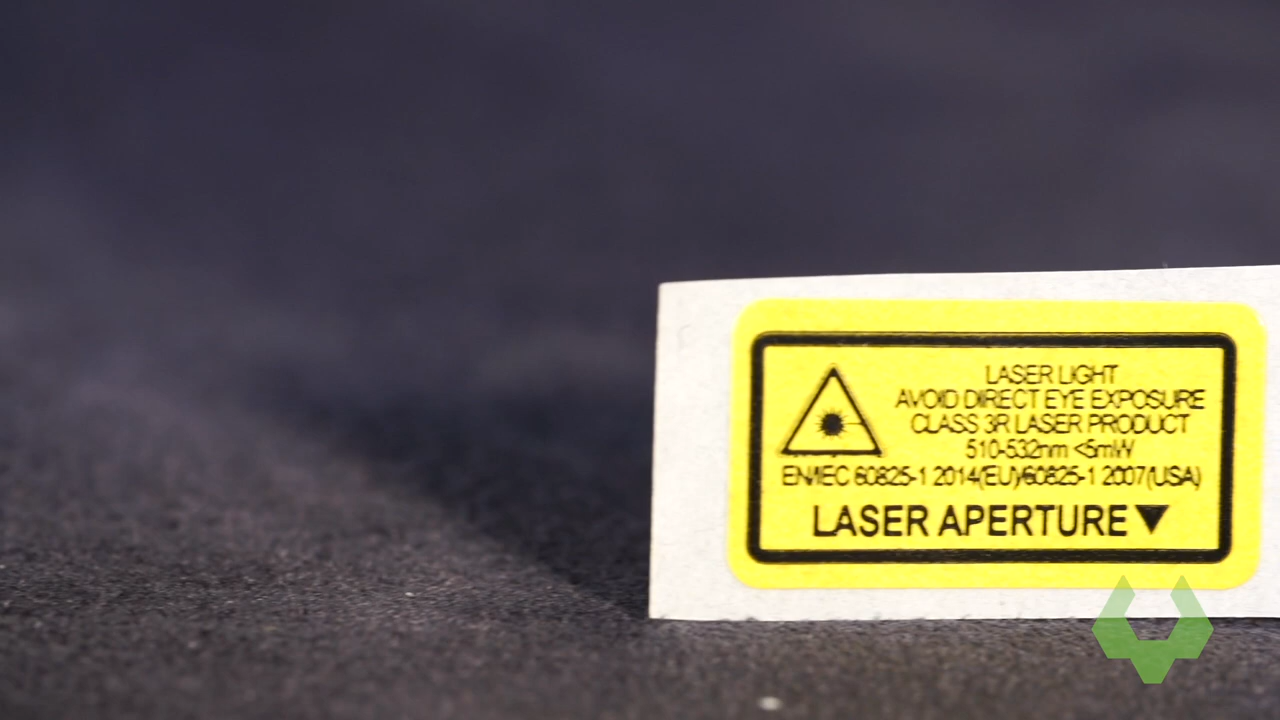 LASER LIGHT
AVOID DIRECT EYE EXPOSURE
CLASS 3R LASER PRODUCT
510-532nm <5mW
EN/IEC 60825-1 2014(EU)/60825-1 2007(USA)
LASER APERTURE▼